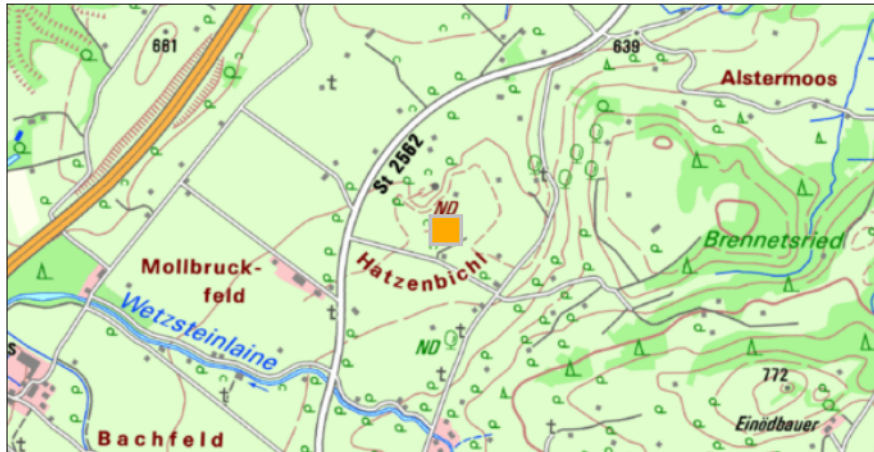 661
639
Alstermoos
St 2562
ND
Brennetsried
Hatzenbichl
Mollbruck-
feld
Wetzsteinlaine
ND
s
772
Einödbauer
Bachfeld